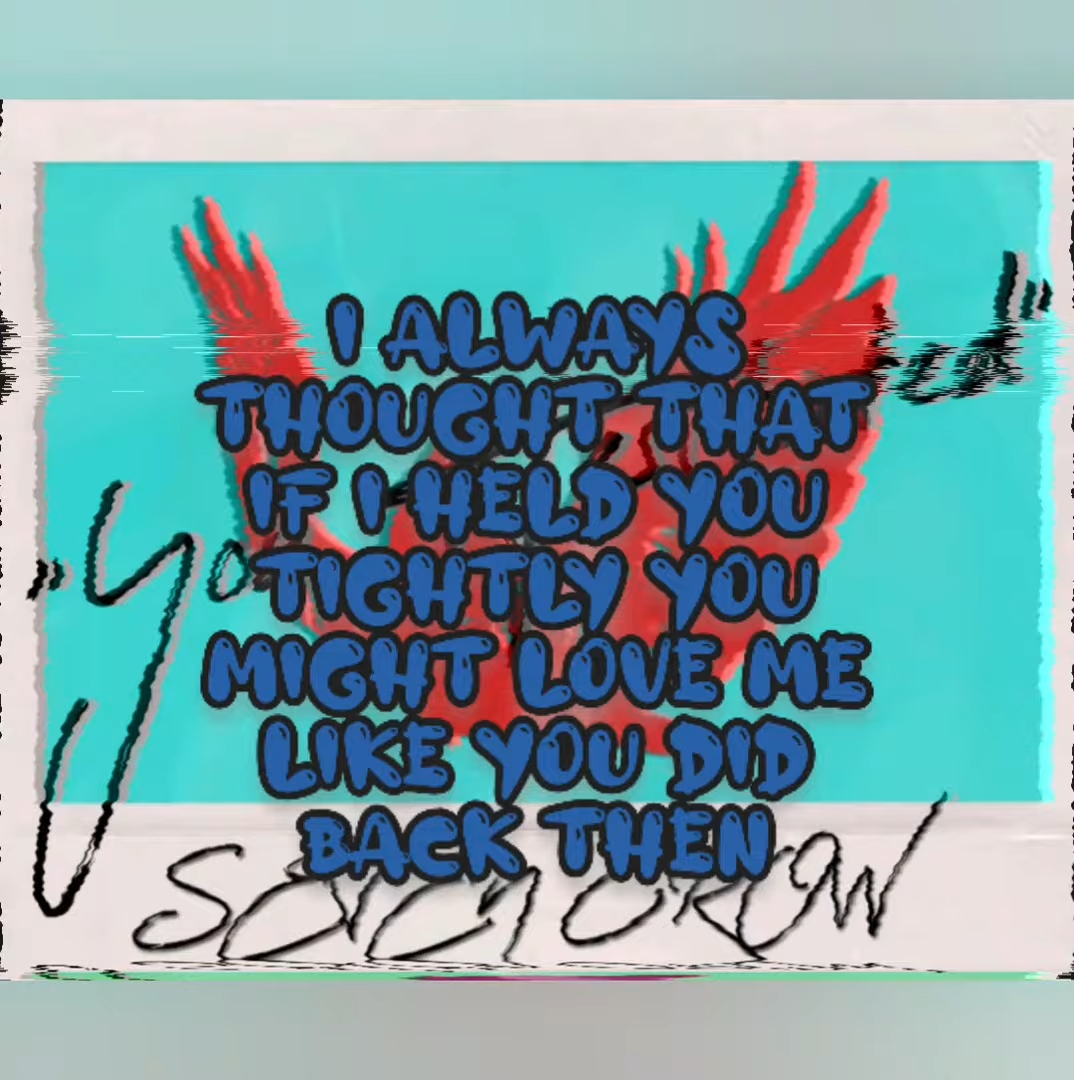 I ALWAYS
THOUGHT THAT
IF I HELD YOU
TIGHTLY YOU
MIGHT LOVE ME
LIKE YOU DID
BACK THEN